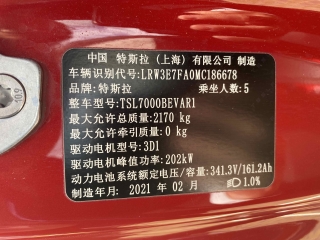 中国 特斯拉 (上海) 有限公司 制造
车辆识别代号: LRW3E7FA0MC186678
品牌: 特斯拉 乘坐人数: 5
整车型号: TSL7000BEVAR1
最大允许总质量: 2170 kg
最大允许牵引质量: 0 kg
驱动电机型号: 3D1
驱动电机峰值功率: 202kW
动力电池系统额定电压/容量: 341.3V/161.2Ah
制造年月: 2021 年 02 月 1.0%